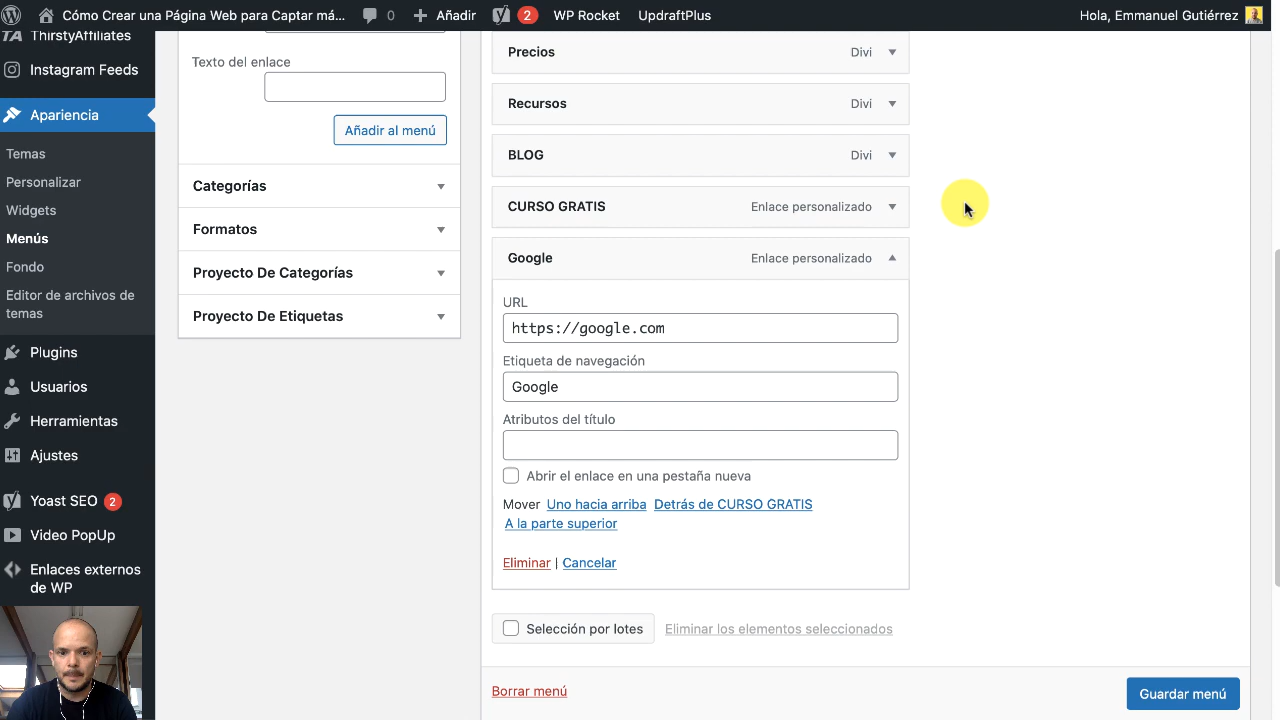 Cómo Crear una Página Web para Captar má... 0 Añadir 2 WP Rocket UpdraftPlus Hola, Emmanuel Gutiérrez
ThirstyAffiliates
Instagram Feeds
Apariencia
Temas
Personalizar
Widgets
Menús
Fondo
Editor de archivos de
temas
Plugins
Usuarios
Herramientas
Ajustes
Yoast SEO 2
Video PopUp
Enlaces externos
de WP
Texto del enlace
Añadir al menú
Categorías
Formatos
Proyecto De Categorías
Proyecto De Etiquetas
Precios Divi
Recursos Divi
BLOG Divi
CURSO GRATIS Enlace personalizado
Google Enlace personalizado
URL
https://google.com
Etiqueta de navegación
Google
Atributos del título
Abrir el enlace en una pestaña nueva
Mover Uno hacia arriba Detrás de CURSO GRATIS
A la parte superior
Eliminar | Cancelar
Selección por lotes Eliminar los elementos seleccionados
Borrar menú Guardar menú